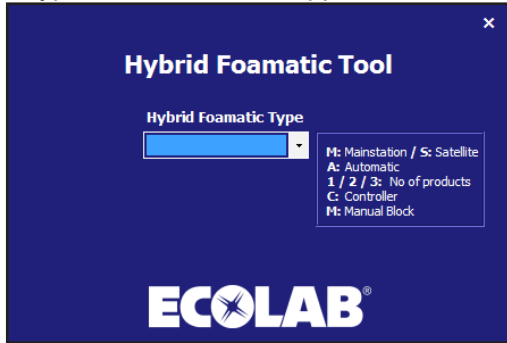 ×
Hybrid Foamatic Tool
Hybrid Foamatic Type
M: Mainstation / S: Satellite
A: Automatic
1 / 2 / 3: No of products
C: Controller
M: Manual Block
ECOLAB®